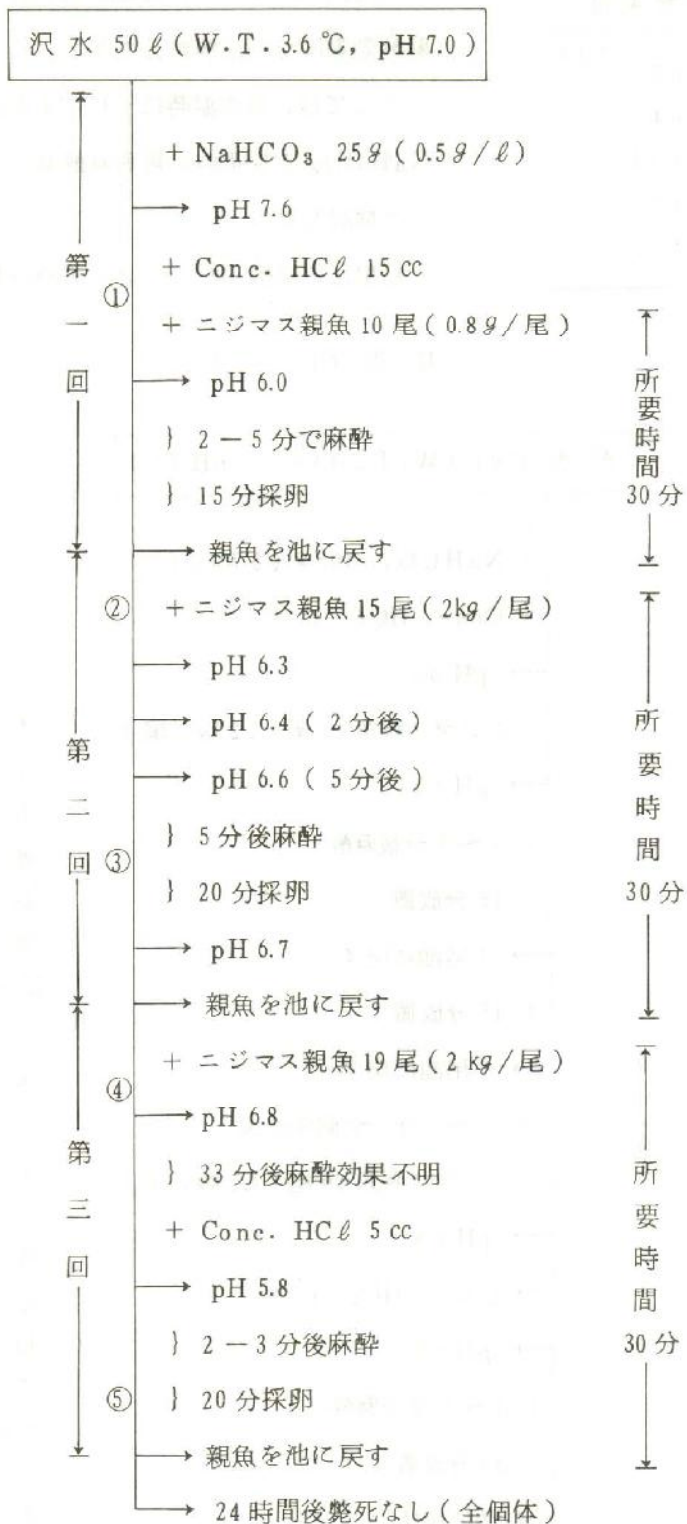 沢水 50ℓ(W.T. 3.6℃, pH 7.0)
+ NaHCO₃ 25g(0.5g/ℓ)
pH 7.6
+ Conc. HCℓ 15 cc
+ ニジマス親魚 10 尾(0.8g/尾)
pH 6.0
} 2-5 分で麻酔
} 15 分採卵
親魚を池に戻す
第一回
①
所要時間
30 分
② + ニジマス親魚 15 尾(2kg/尾)
pH 6.3
pH 6.4(2分後)
pH 6.6(5分後)
} 5 分後麻酔
③
} 20 分採卵
pH 6.7
親魚を池に戻す
第二回
所要時間
30 分
+ ニジマス親魚 19 尾(2 kg/尾)
④
pH 6.8
} 33 分後麻酔効果不明
+ Conc. HCℓ 5 cc
pH 5.8
} 2-3 分後麻酔
⑤ } 20 分採卵
親魚を池に戻す
第三回
所要時間
30 分
24 時間後斃死なし(全個体)